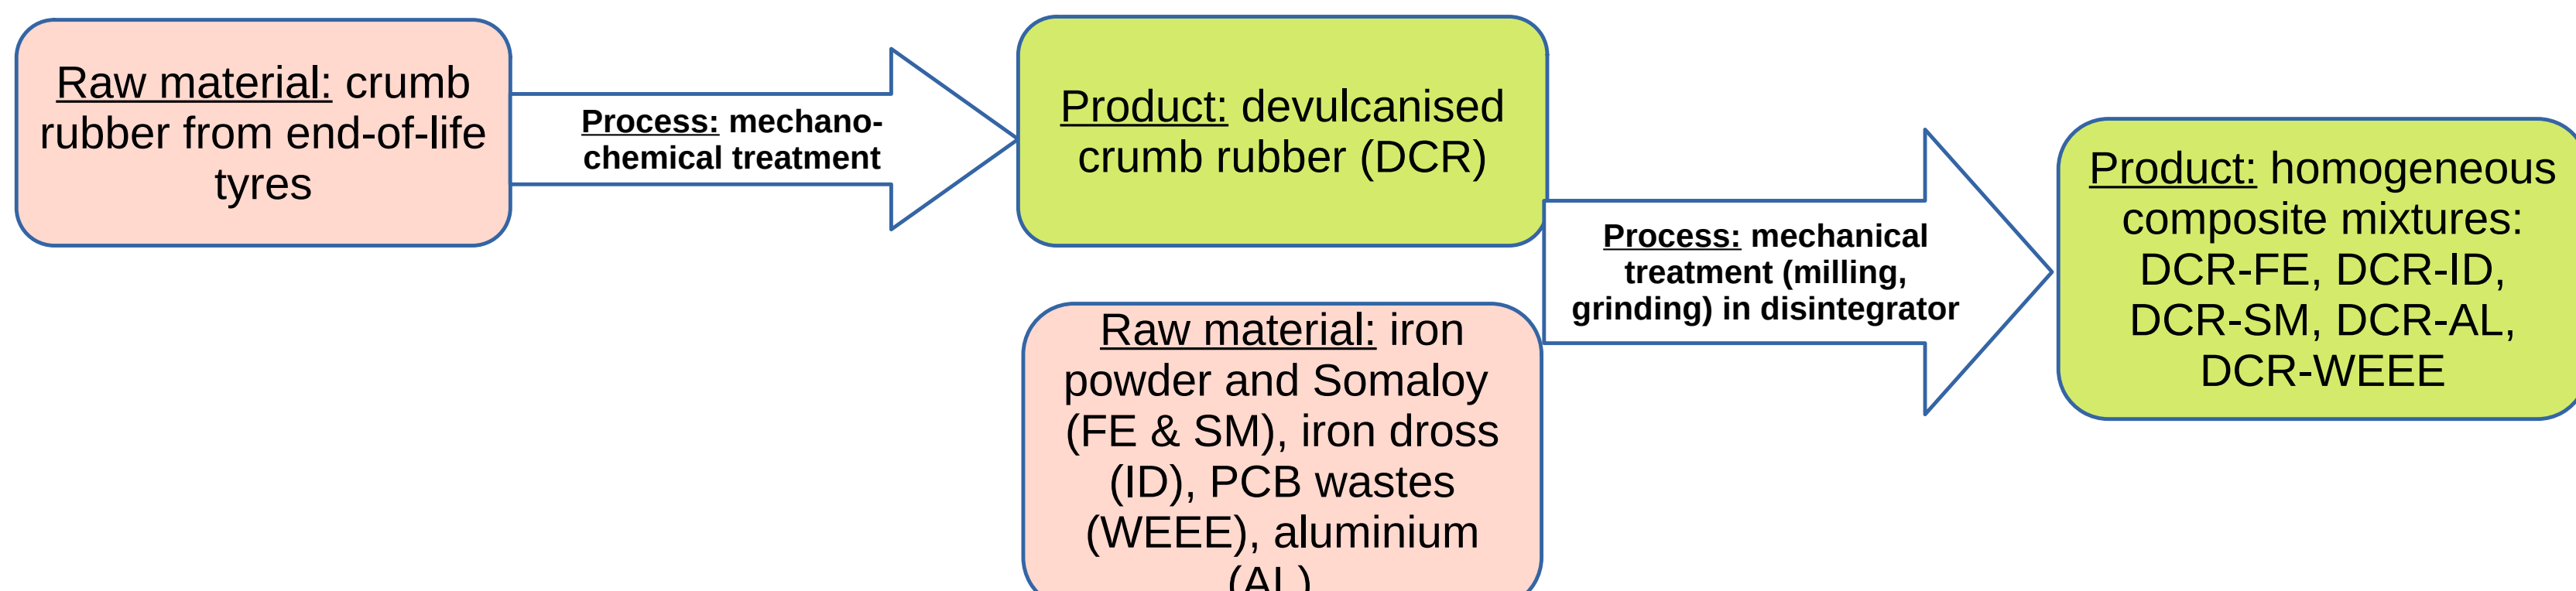 Raw material: crumb
rubber from end-of-life
tyres
Process: mechano-
chemical treatment
Product: devulcanised
crumb rubber (DCR)
Raw material: iron
powder and Somaloy
(FE & SM), iron dross
(ID), PCB wastes
(WEEE), aluminium
(AL)
Process: mechanical
treatment (milling,
grinding) in disintegrator
Product: homogeneous
composite mixtures:
DCR-FE, DCR-ID,
DCR-SM, DCR-AL,
DCR-WEEE